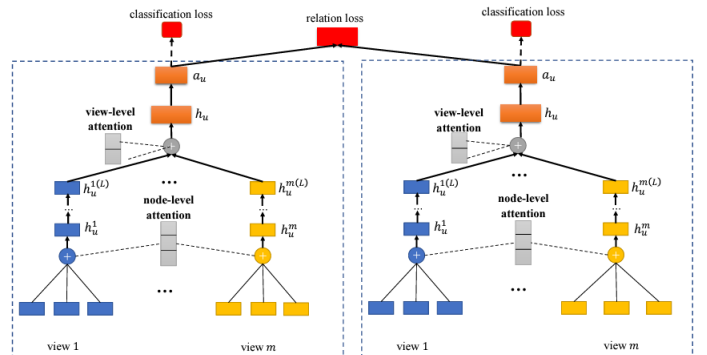 classification loss
relation loss
classification loss
a_u
a_u
h_u
h_u
view-level
attention
view-level
attention
+
+
...
...
h_u^{1(L)}
h_u^{m(L)}
h_u^{1(L)}
h_u^{m(L)}
...
...
...
...
node-level
attention
node-level
attention
h_u^1
h_u^m
h_u^1
h_u^m
+
+
+
+
...
...
view 1
view m
view 1
view m